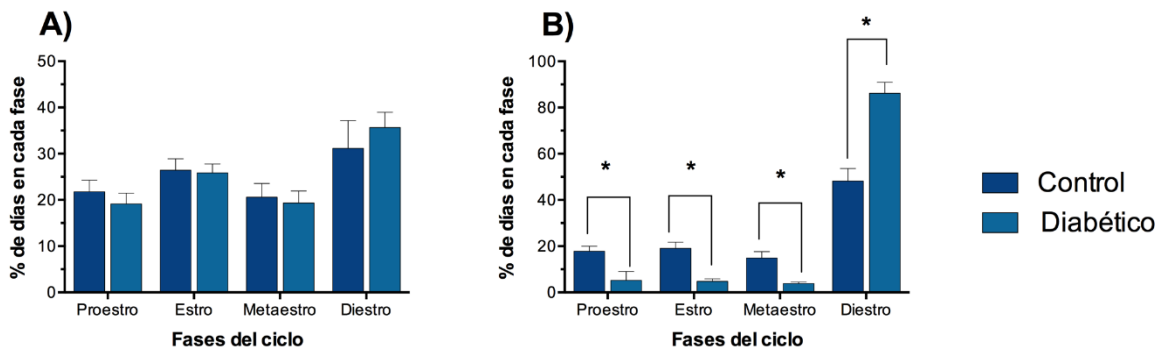 A)
% de días en cada fase
50
40
30
20
10
0
Proestro Estro Metaestro Diestro
Fases del ciclo
B)
% de días en cada fase
100
80
60
40
20
0
* * * *
Proestro Estro Metaestro Diestro
Fases del ciclo
Control
Diabético